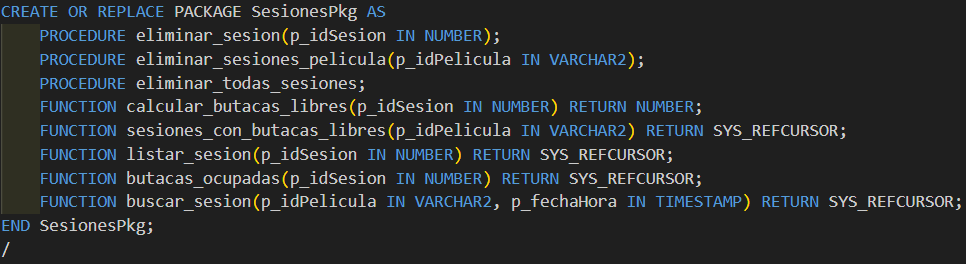 CREATE OR REPLACE PACKAGE SesionesPkg AS
    PROCEDURE eliminar_sesion(p_idSesion IN NUMBER);
    PROCEDURE eliminar_sesiones_pelicula(p_idPelicula IN VARCHAR2);
    PROCEDURE eliminar_todas_sesiones;
    FUNCTION calcular_butacas_libres(p_idSesion IN NUMBER) RETURN NUMBER;
    FUNCTION sesiones_con_butacas_libres(p_idPelicula IN VARCHAR2) RETURN SYS_REFCURSOR;
    FUNCTION listar_sesion(p_idSesion IN NUMBER) RETURN SYS_REFCURSOR;
    FUNCTION butacas_ocupadas(p_idSesion IN NUMBER) RETURN SYS_REFCURSOR;
    FUNCTION buscar_sesion(p_idPelicula IN VARCHAR2, p_fechaHora IN TIMESTAMP) RETURN SYS_REFCURSOR;
END SesionesPkg;
/